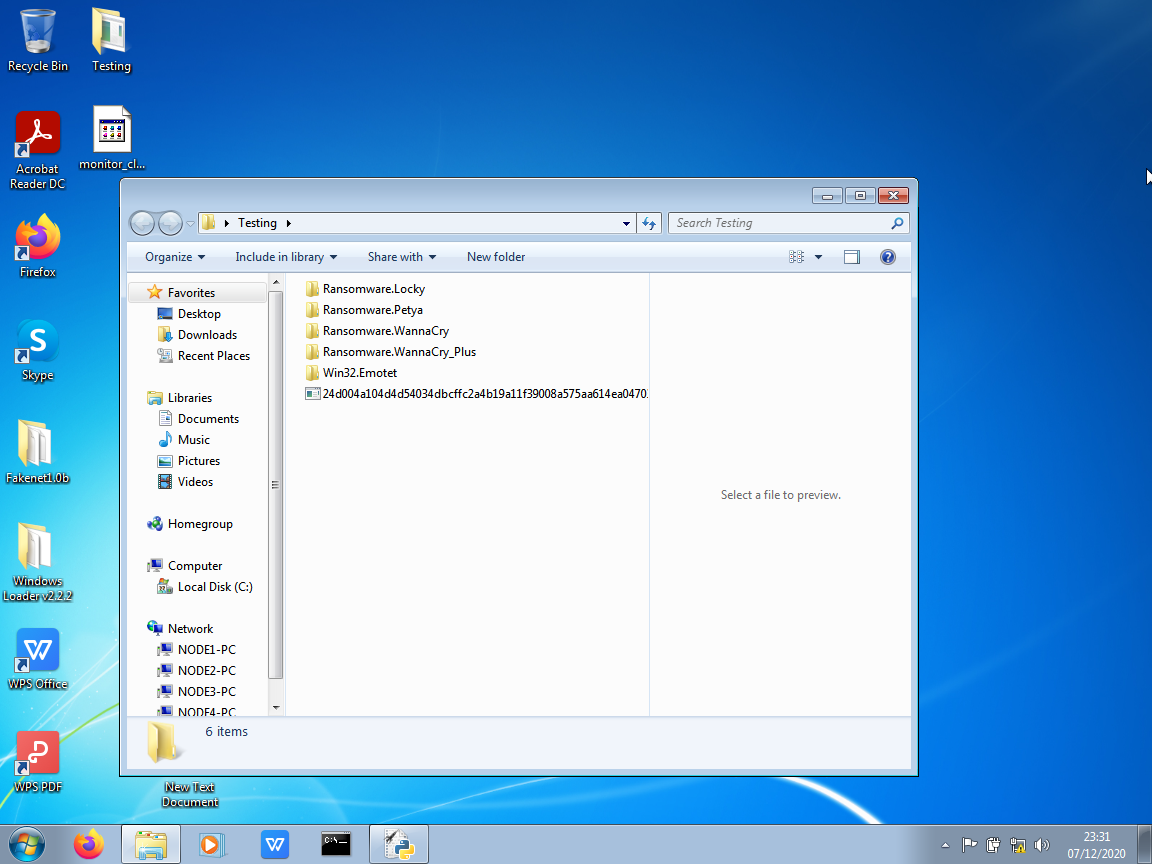 Recycle Bin
Testing
Acrobat
Reader DC
monitor_cl...
Firefox
Skype
Fakenet1.0b
Windows
Loader v2.2.2
WPS Office
WPS PDF
New Text
Document
Testing
Search Testing
Organize
Include in library
Share with
New folder
Favorites
Desktop
Downloads
Recent Places
Libraries
Documents
Music
Pictures
Videos
Homegroup
Computer
Local Disk (C:)
Network
NODE1-PC
NODE2-PC
NODE3-PC
NODE4-PC
Ransomware.Locky
Ransomware.Petya
Ransomware.WannaCry
Ransomware.WannaCry_Plus
Win32.Emotet
24d004a104d4d54034dbcffc2a4b19a11f39008a575aa614ea0470
Select a file to preview.
6 items
C:\
23:31
07/12/2020